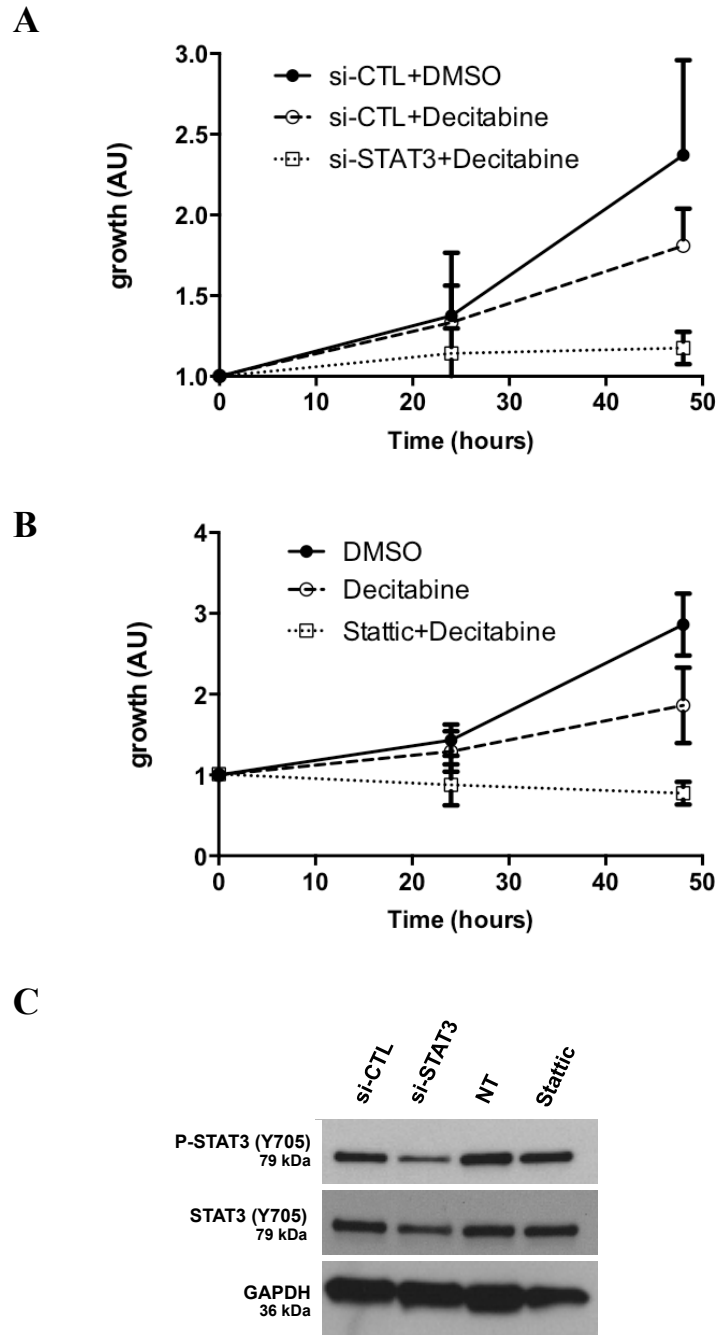 A
3.0
2.5
2.0
1.5
1.0
growth (AU)
si-CTL+DMSO
si-CTL+Decitabine
si-STAT3+Decitabine
0
10
20
30
40
50
Time (hours)
B
4
3
2
1
0
growth (AU)
DMSO
Decitabine
Stattic+Decitabine
0
10
20
30
40
50
Time (hours)
C
si-CTL
si-STAT3
NT
Stattic
P-STAT3 (Y705)
79 kDa
STAT3 (Y705)
79 kDa
GAPDH
36 kDa